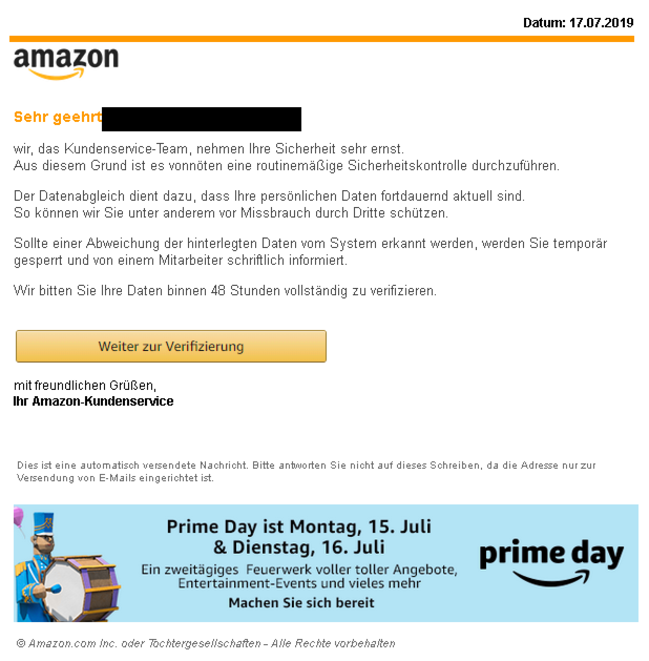 Datum: 17.07.2019
amazon
Sehr geehrt
wir, das Kundenservice-Team, nehmen Ihre Sicherheit sehr ernst.
Aus diesem Grund ist es vonnöten eine routinemäßige Sicherheitskontrolle durchzuführen.
Der Datenabgleich dient dazu, dass Ihre persönlichen Daten fortdauernd aktuell sind.
So können wir Sie unter anderem vor Missbrauch durch Dritte schützen.
Sollte einer Abweichung der hinterlegten Daten vom System erkannt werden, werden Sie temporär
gesperrt und von einem Mitarbeiter schriftlich informiert.
Wir bitten Sie Ihre Daten binnen 48 Stunden vollständig zu verifizieren.
Weiter zur Verifizierung
mit freundlichen Grüßen,
Ihr Amazon-Kundenservice
Dies ist eine automatisch versendete Nachricht. Bitte antworten Sie nicht auf dieses Schreiben, da die Adresse nur zur
Versendung von E-Mails eingerichtet ist.
Prime Day ist Montag, 15. Juli
& Dienstag, 16. Juli
Ein zweitägiges Feuerwerk voller toller Angebote,
Entertainment-Events und vieles mehr
Machen Sie sich bereit
prime day
© Amazon.com Inc. oder Tochtergesellschaften - Alle Rechte vorbehalten